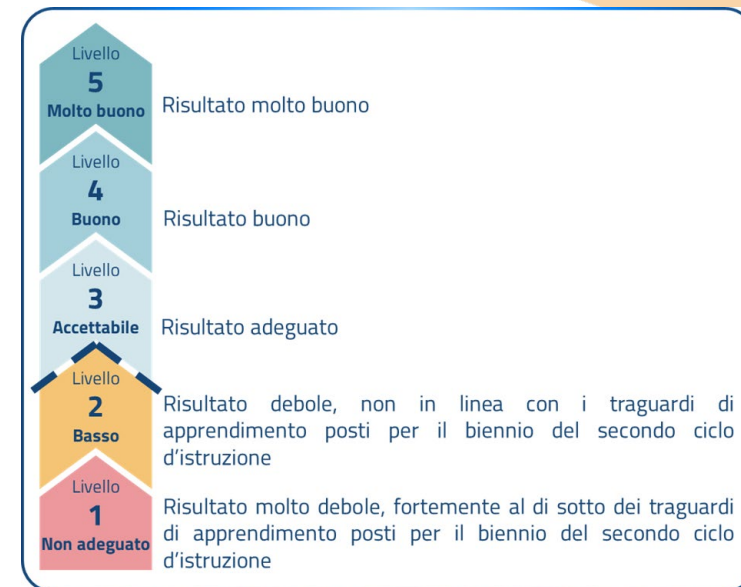 Livello
5
Molto buono
Risultato molto buono
Livello
4
Buono
Risultato buono
Livello
3
Accettabile
Risultato adeguato
Livello
2
Basso
Risultato debole, non in linea con i traguardi di
apprendimento posti per il biennio del secondo ciclo
d'istruzione
Livello
1
Non adeguato
Risultato molto debole, fortemente al di sotto dei traguardi
di apprendimento posti per il biennio del secondo ciclo
d'istruzione